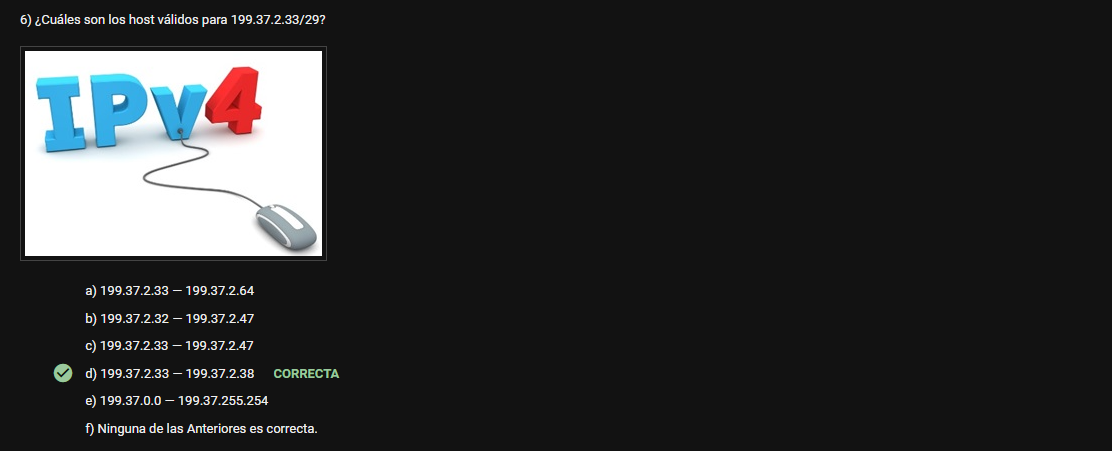 6) ¿Cuáles son los host válidos para 199.37.2.33/29?
IPv4
a) 199.37.2.33 — 199.37.2.64
b) 199.37.2.32 — 199.37.2.47
c) 199.37.2.33 — 199.37.2.47
d) 199.37.2.33 — 199.37.2.38 CORRECTA
e) 199.37.0.0 — 199.37.255.254
f) Ninguna de las Anteriores es correcta.